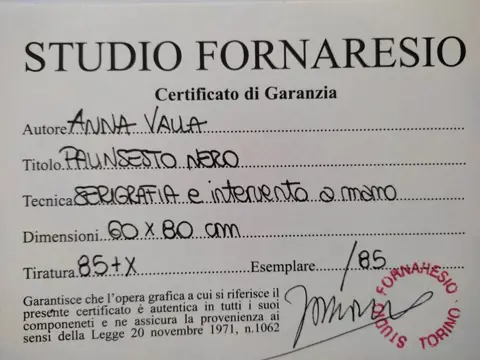 STUDIO FORNARESIO
Certificato di Garanzia
Autore ANNA VALLA
Titolo PALINSESTO NERO
Tecnica SERIGRAFIA e intervento a mano
Dimensioni 60 x 80 cm
Tiratura 85+X Esemplare /85
Garantisce che l'opera grafica a cui si riferisce il
presente certificato è autentica in tutti i suoi
componeneti e ne assicura la provenienza ai
sensi della Legge 20 novembre 1971, n.1062
STUDIO FORNARESIO · TORINO ·